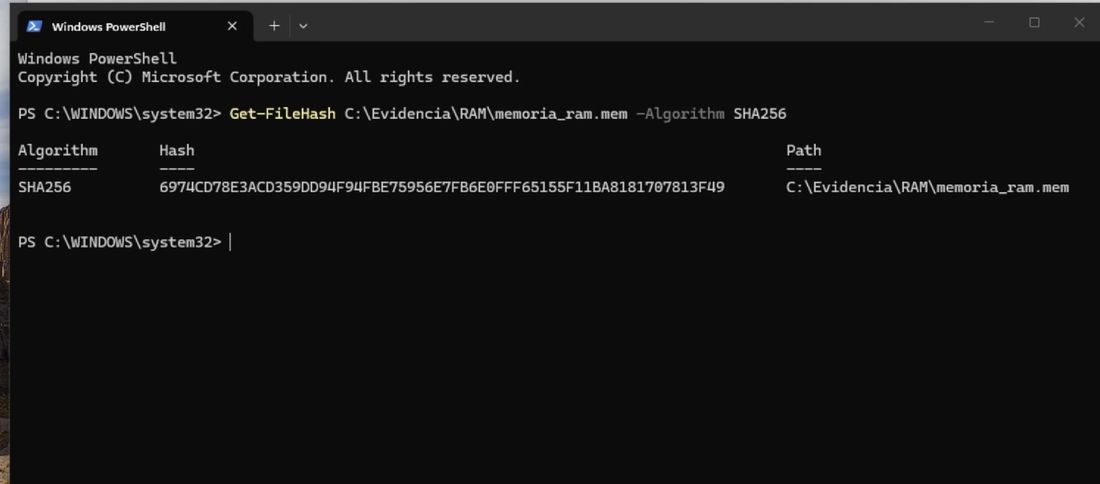 Windows PowerShell
Windows PowerShell
Copyright (C) Microsoft Corporation. All rights reserved.
PS C:\WINDOWS\system32> Get-FileHash C:\Evidencia\RAM\memoria_ram.mem -Algorithm SHA256
Algorithm Hash Path
--------- ---- ----
SHA256 6974CD78E3ACD359DD94F94FBE75956E7FB6E0FFF65155F11BA8181707813F49 C:\Evidencia\RAM\memoria_ram.mem
PS C:\WINDOWS\system32>